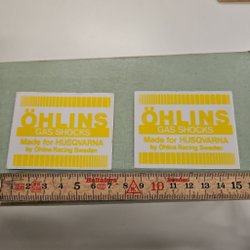 ÖHLINS
GAS SHOCKS
Made for HUSQVARNA
by Öhlins Racing Sweden
ÖHLINS
GAS SHOCKS
Made for HUSQVARNA
by Öhlins Racing Sweden
2 3 4 5 6 7 8 9 10 11 12 13 14 15
Sweden